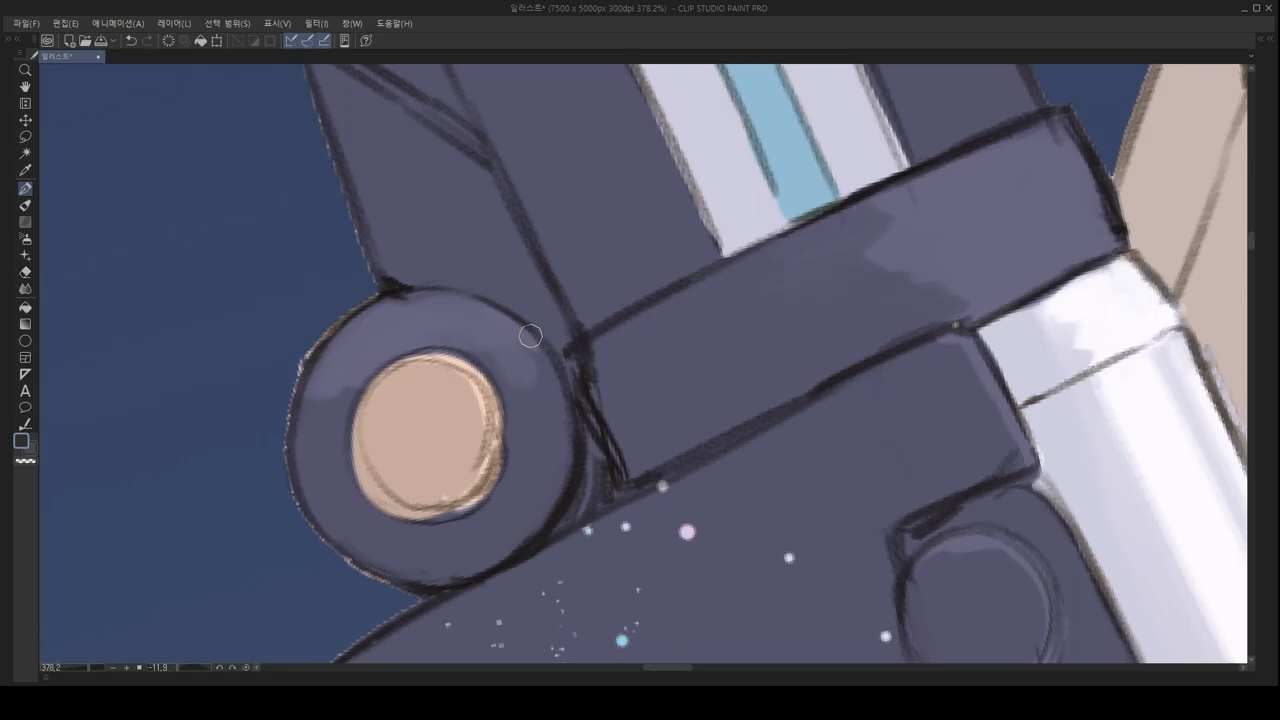 일러스트* (7500 x 5000px 300dpi 378.2%) - CLIP STUDIO PAINT PRO
파일(F) 편집(E) 애니메이션(A) 레이어(L) 선택 범위(S) 표시(V) 필터(I) 창(W) 도움말(H)
일러스트*
A
378.2 -11.9